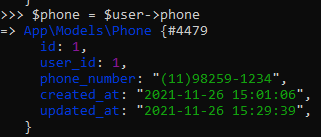 >>> $phone = $user->phone
=> App\Models\Phone {#4479
id: 1,
user_id: 1,
phone_number: "(11)98259-1234",
created_at: "2021-11-26 15:01:06",
updated_at: "2021-11-26 15:29:39",
}